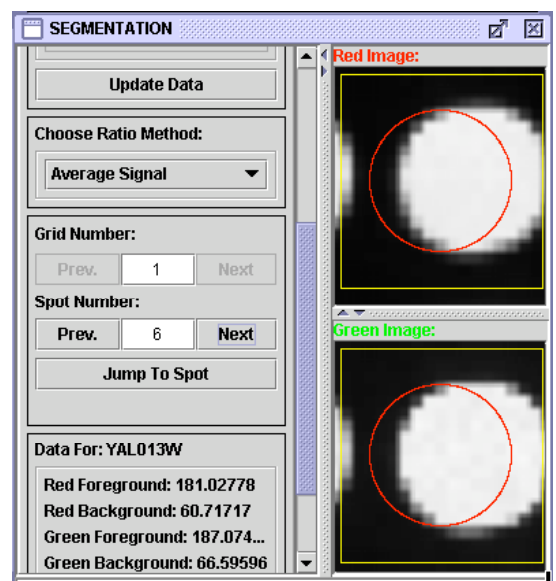 SEGMENTATION
Update Data
Choose Ratio Method:
Average Signal
Grid Number:
Prev. 1 Next
Spot Number:
Prev. 6 Next
Jump To Spot
Data For: YAL013W
Red Foreground: 181.02778
Red Background: 60.71717
Green Foreground: 187.074...
Green Background: 66.59596
Red Image:
Green Image: